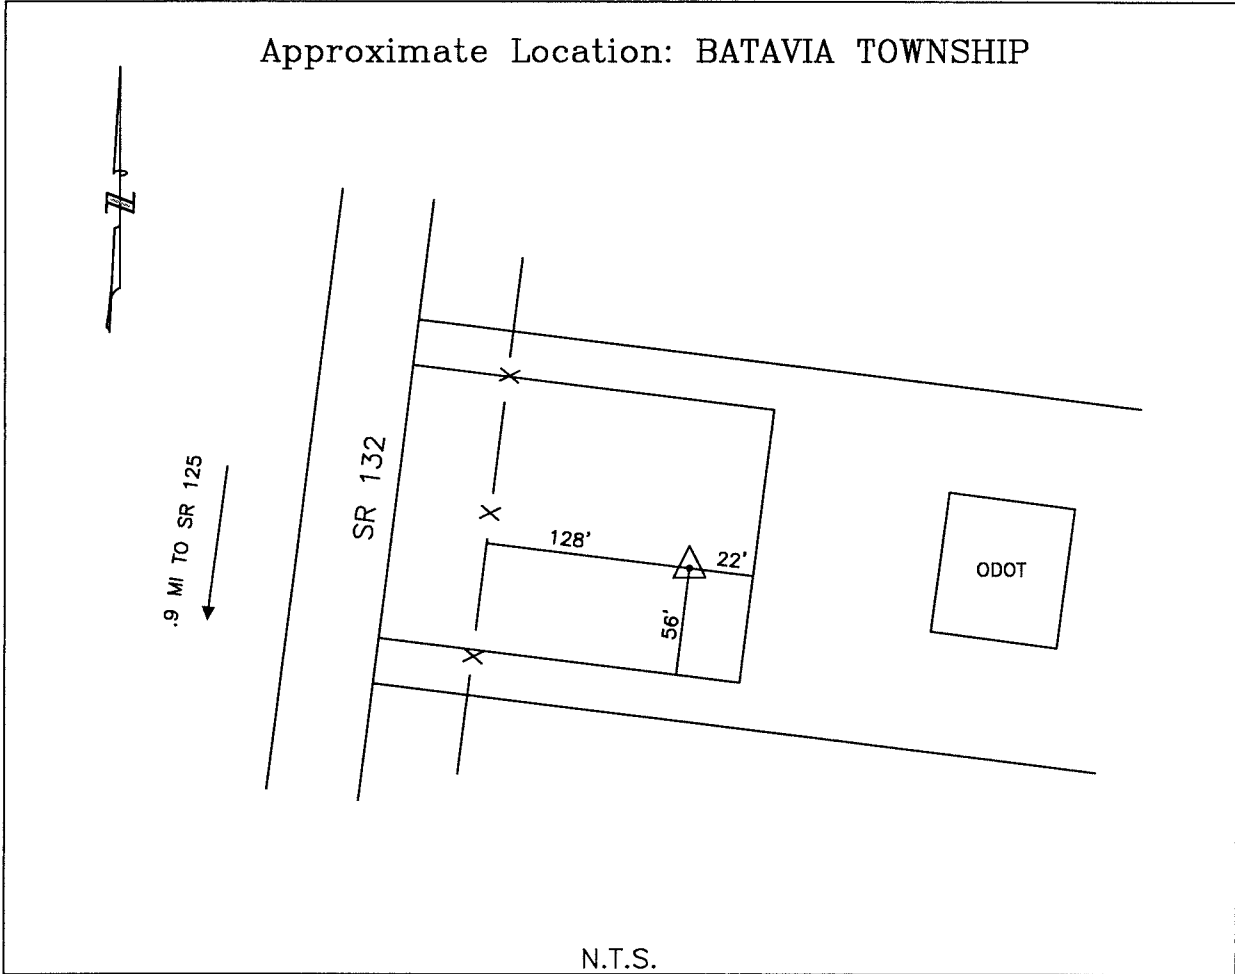 Approximate Location: BATAVIA TOWNSHIP
N
SR 132
.9 MI TO SR 125
X
X
X
128'
22'
56'
ODOT
N.T.S.